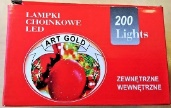 LAMPKI
CHOINKOWE
LED
200
Lights
ART GOLD
ZEWNĘTRZNE
WEWNĘTRZNE